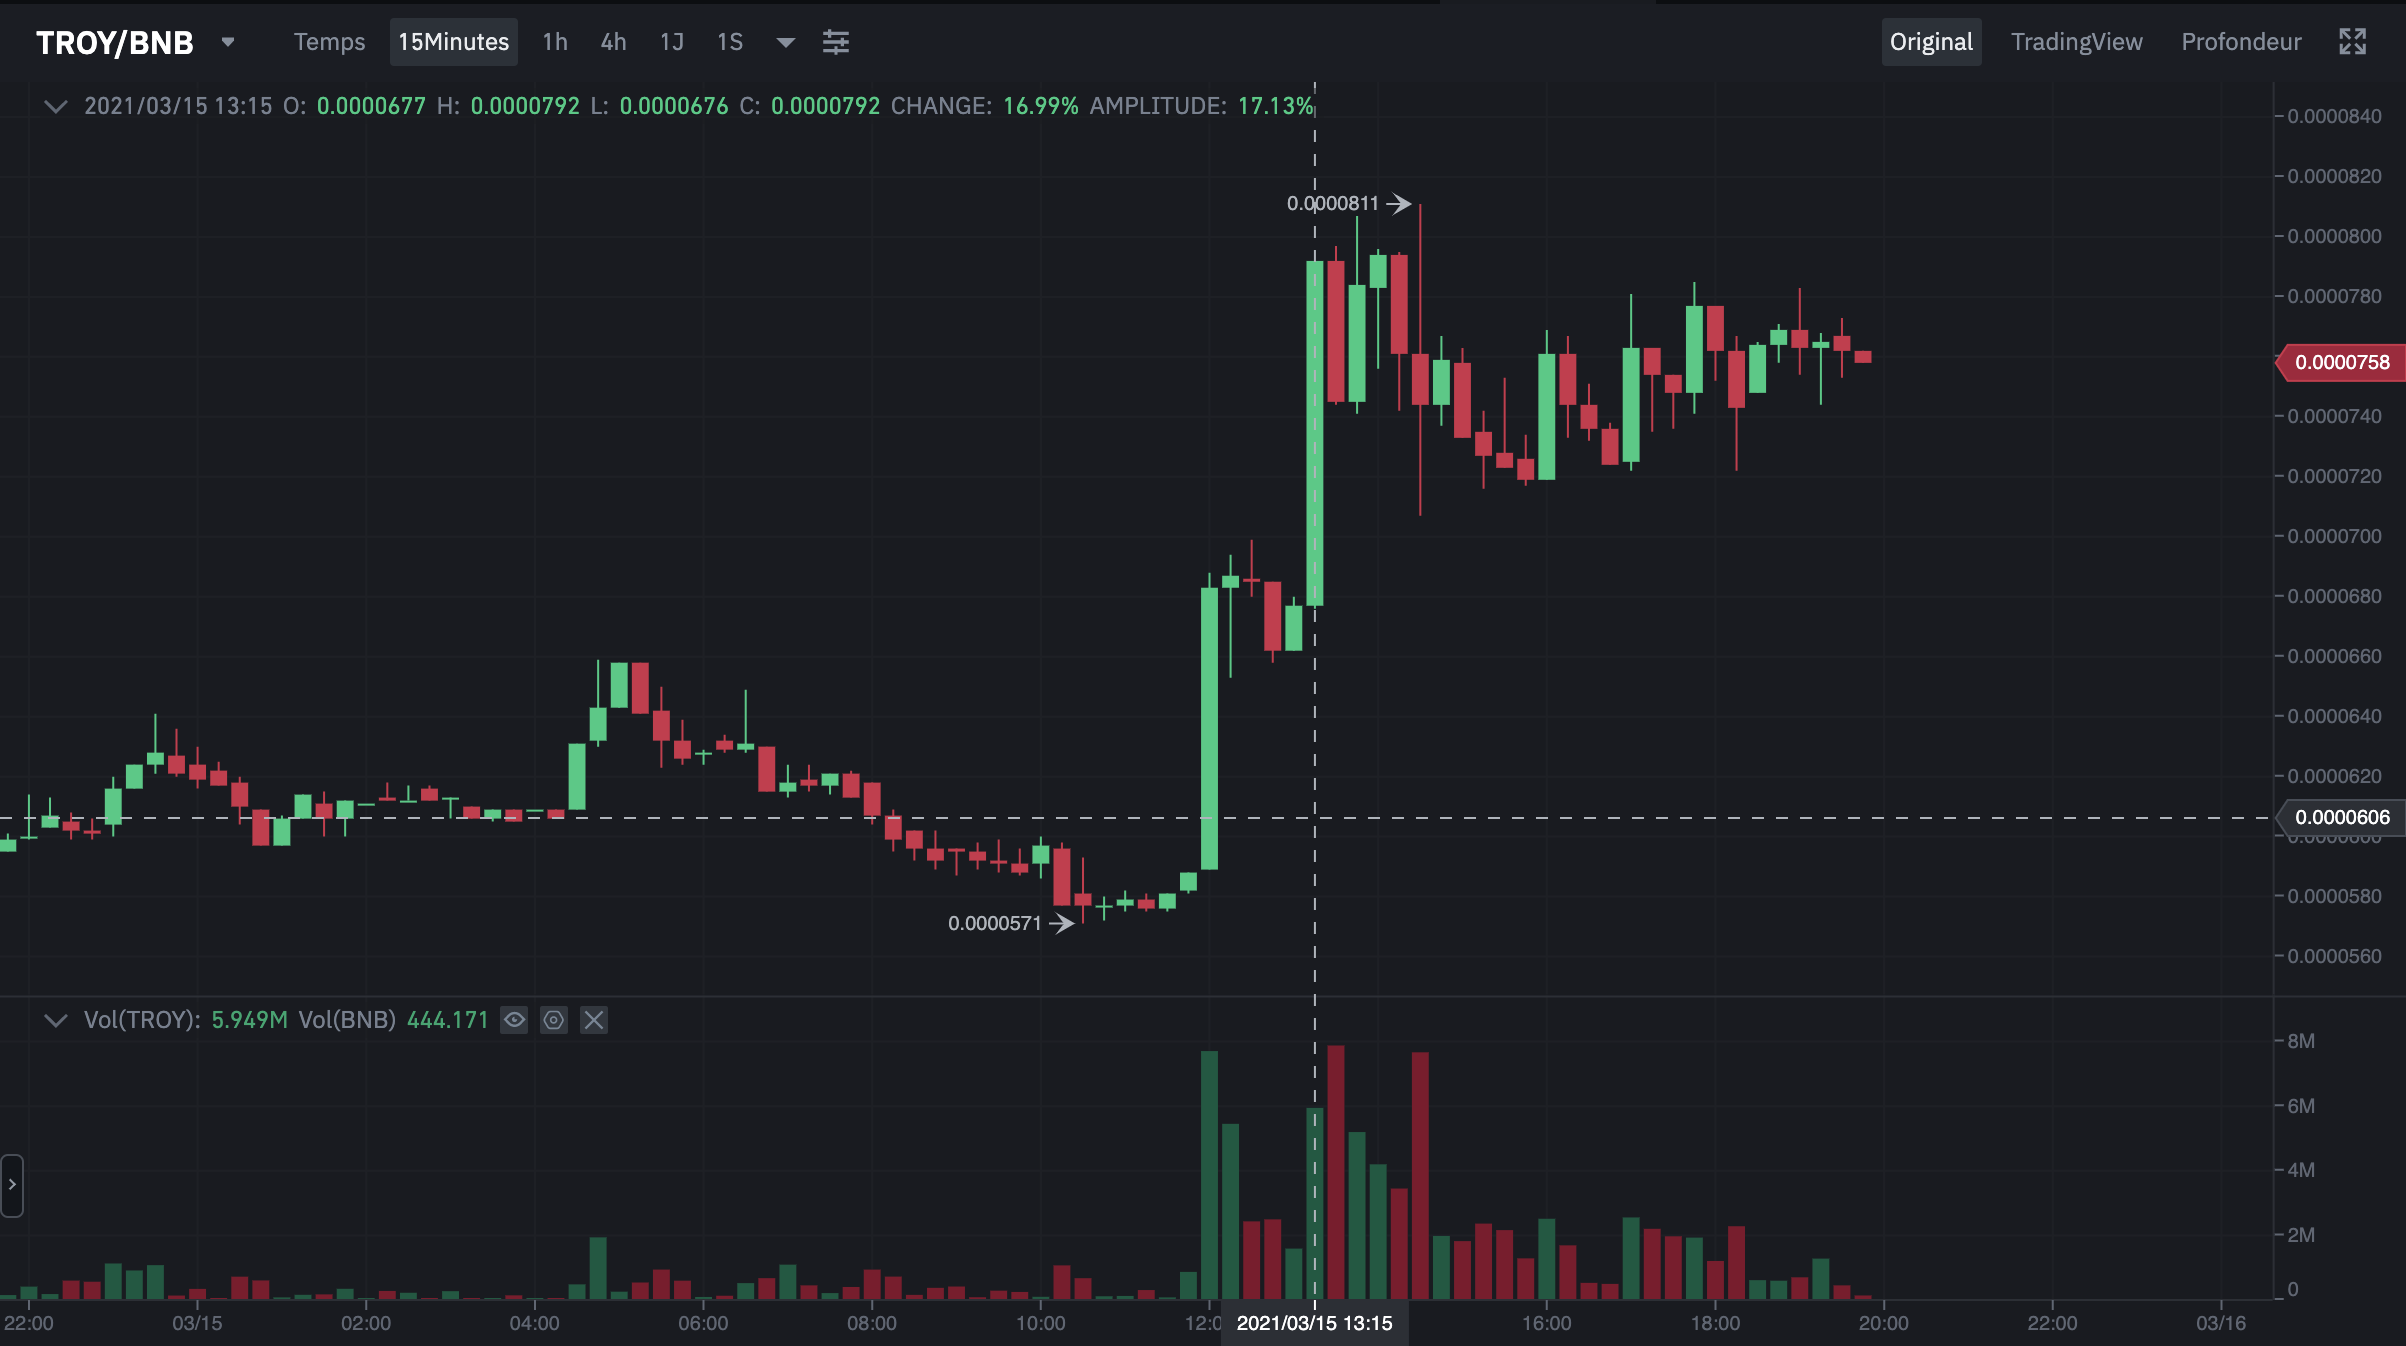 TROY/BNB Temps 15Minutes 1h 4h 1J 1S Original TradingView Profondeur
2021/03/15 13:15 O: 0.0000677 H: 0.0000792 L: 0.0000676 C: 0.0000792 CHANGE: 16.99% AMPLITUDE: 17.13%
0.0000840
0.0000820
0.0000811
0.0000800
0.0000780
0.0000758
0.0000740
0.0000720
0.0000700
0.0000680
0.0000660
0.0000640
0.0000620
0.0000606
0.0000600
0.0000580
0.0000571
0.0000560
Vol(TROY): 5.949M Vol(BNB) 444.171
8M
6M
4M
2M
0
22:00 03/15 02:00 04:00 06:00 08:00 10:00 12:0 2021/03/15 13:15 16:00 18:00 20:00 22:00 03/16